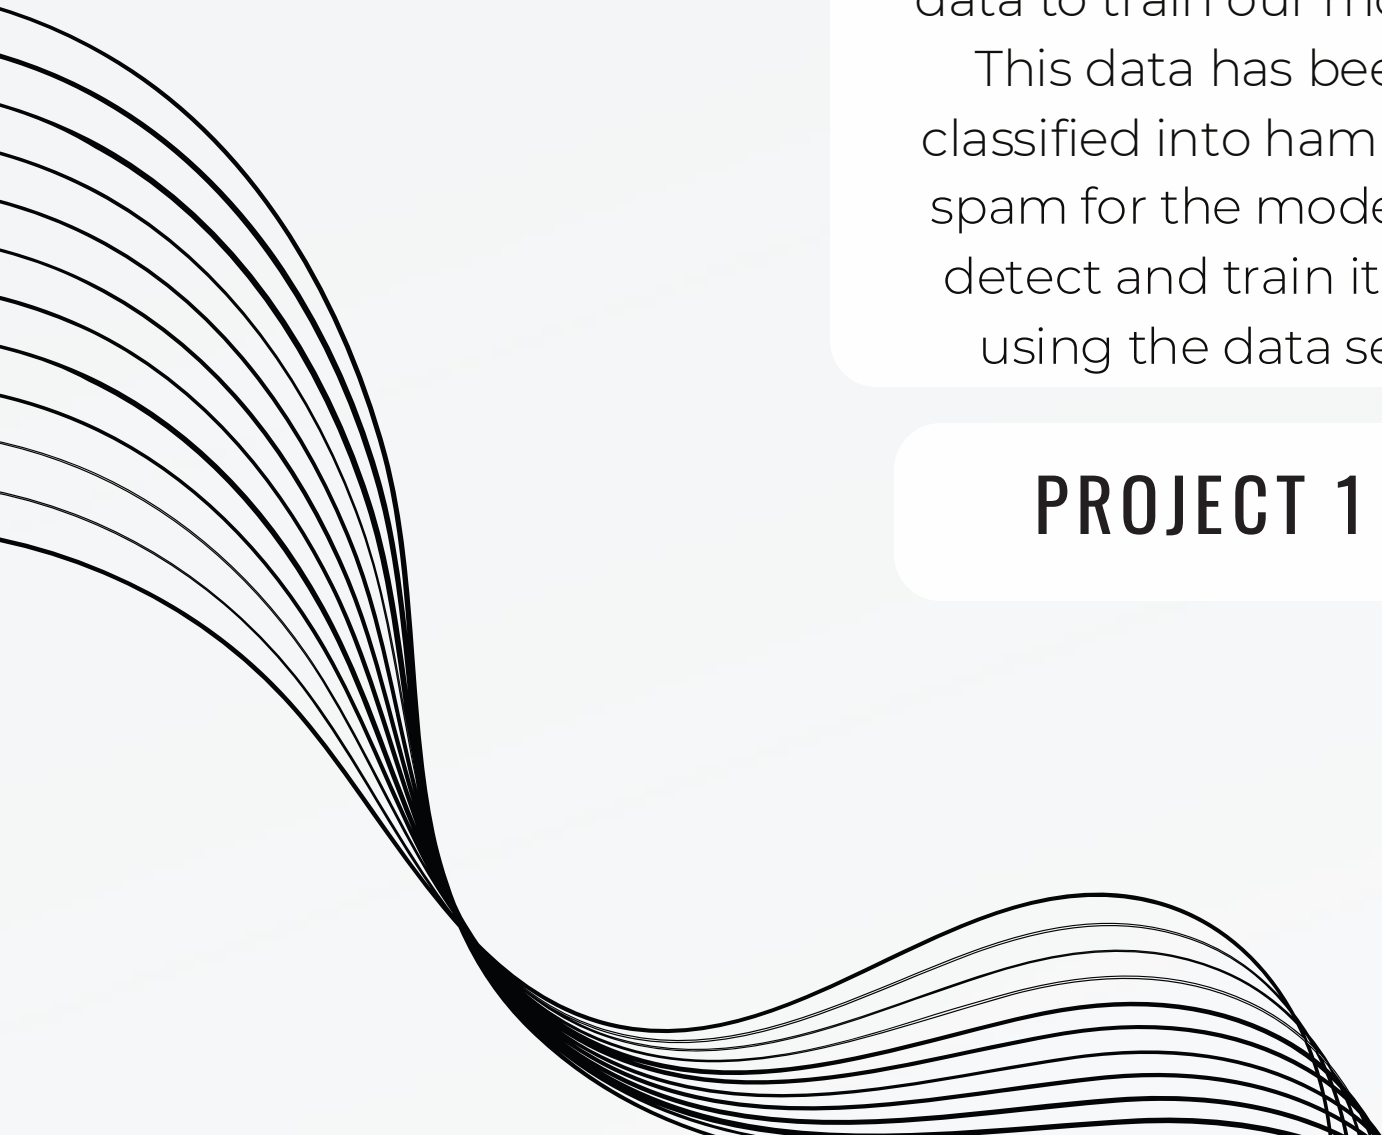 data to train our
This data has
classified into ham
spam for the
detect and train it
using the data
PROJECT 1